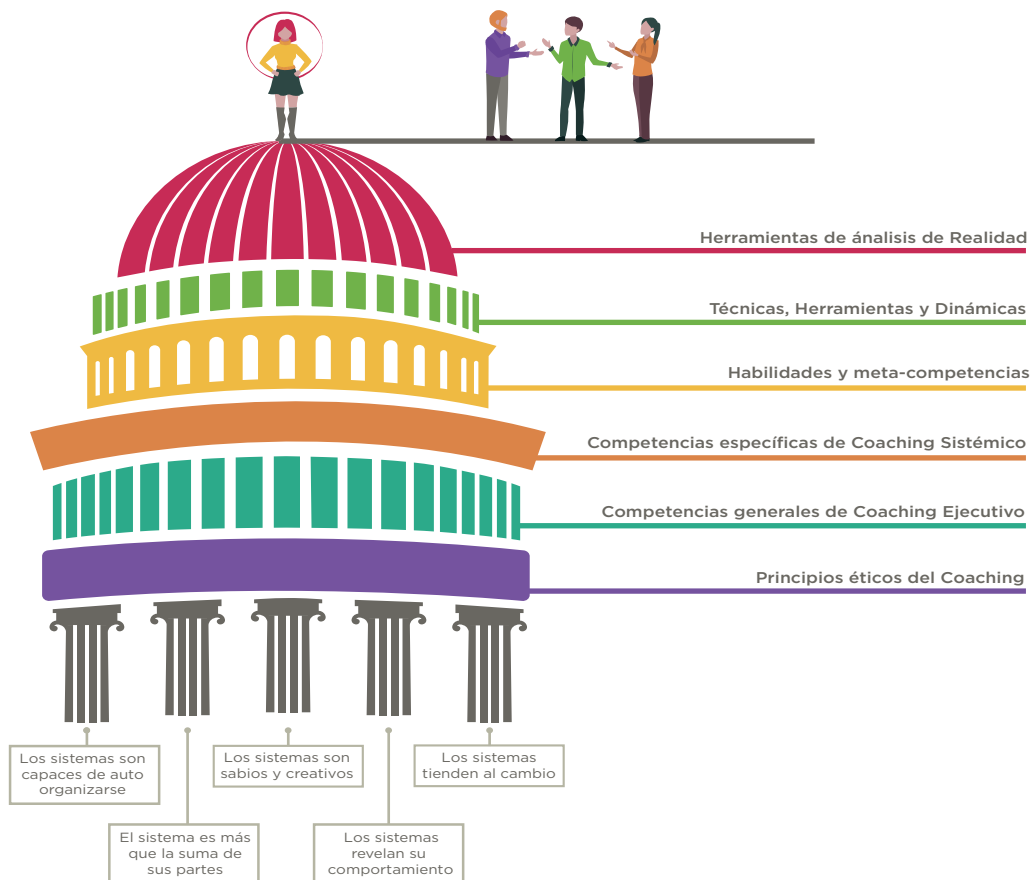 Herramientas de ánalisis de Realidad
Técnicas, Herramientas y Dinámicas
Habilidades y meta-competencias
Competencias específicas de Coaching Sistémico
Competencias generales de Coaching Ejecutivo
Principios éticos del Coaching
Los sistemas son
capaces de auto
organizarse
El sistema es más
que la suma de
sus partes
Los sistemas son
sabios y creativos
Los sistemas
revelan su
comportamiento
Los sistemas
tienden al cambio